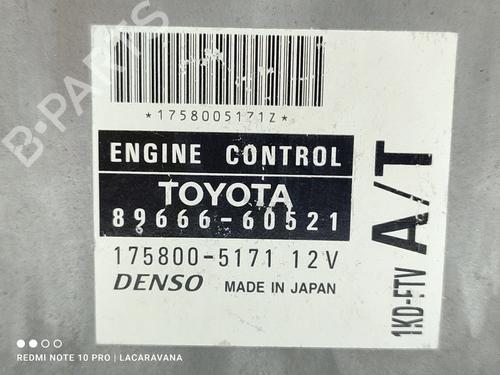 *1758005171Z*
ENGINE CONTROL
TOYOTA
89666-60521
175800-5171 12V
DENSO MADE IN JAPAN
1KD-FTV
A/T
B-PARTS
REDMI NOTE 10 PRO | LACARAVANA